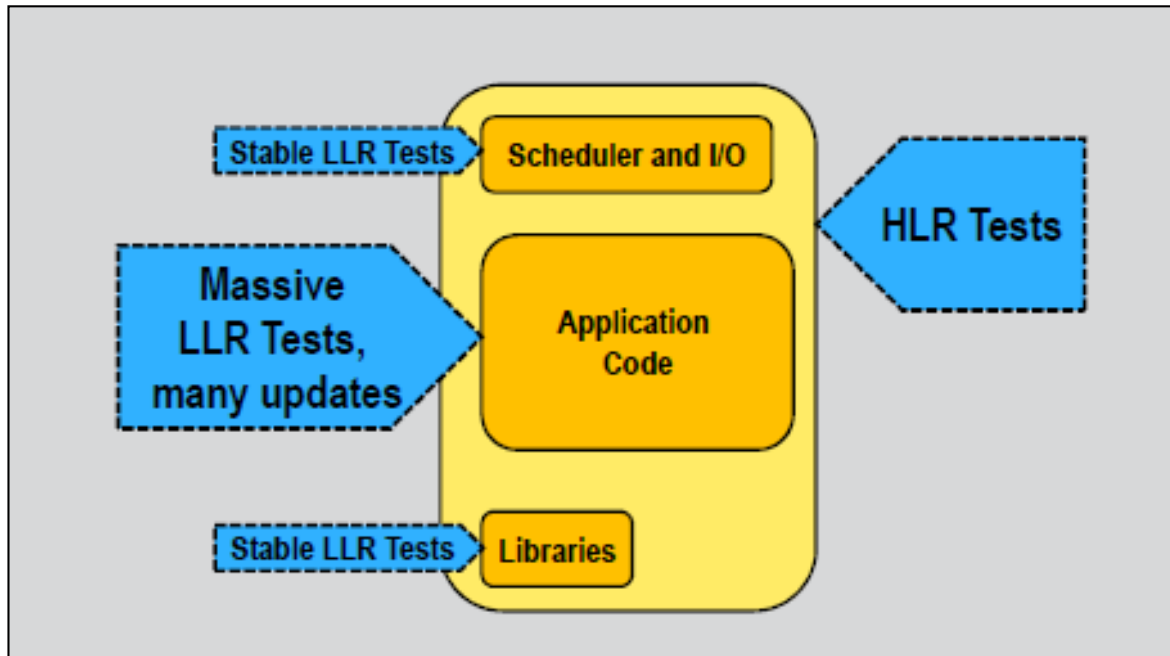 Stable LLR Tests
Scheduler and I/O
HLR Tests
Massive
LLR Tests,
many updates
Application
Code
Stable LLR Tests
Libraries